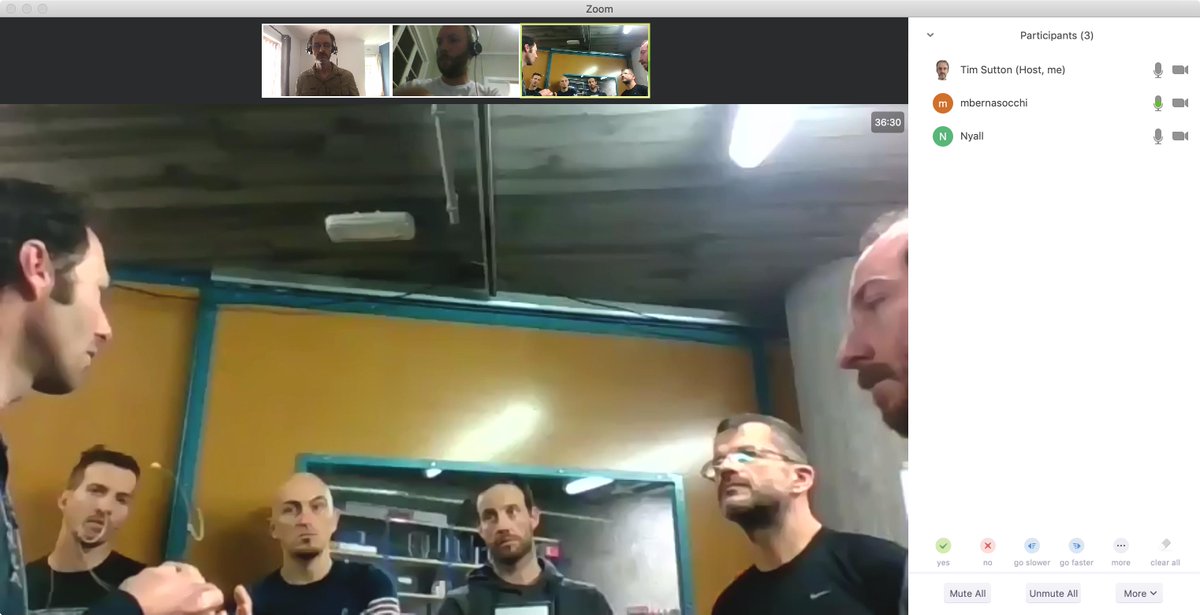 Zoom
36:30
Participants (3)
Tim Sutton (Host, me)
m mbernasocchi
N Nyall
yes no go slower go faster more clear all
Mute All Unmute All More